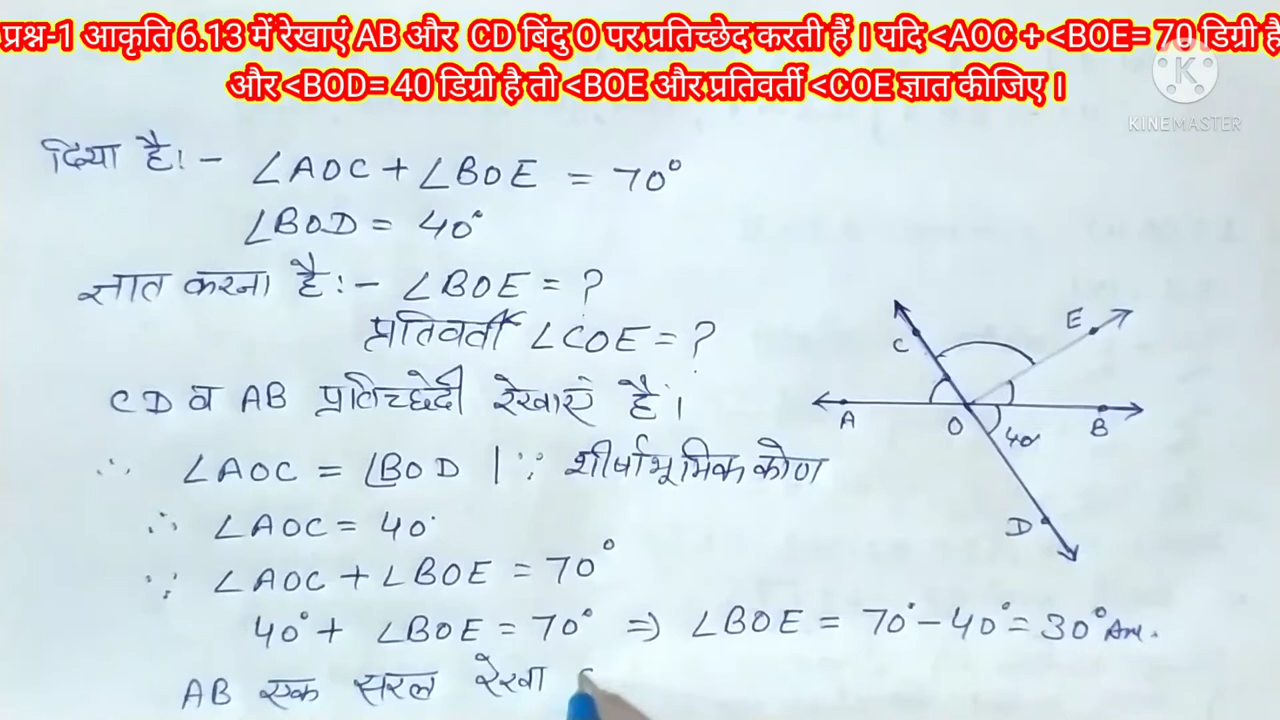 प्रश्न-1 आकृति 6.13 में रेखाएं AB और CD बिंदु O पर प्रतिच्छेद करती हैं । यदि <AOC + <BOE= 70 डिग्री है
और <BOD= 40 डिग्री है तो <BOE और प्रतिवर्ती <COE ज्ञात कीजिए ।
K
KINEMASTER
दिया है:- ∠AOC + ∠BOE = 70°
∠BOD = 40°
ज्ञात करना है:- ∠BOE = ?
प्रतिवर्ती ∠COE = ?
E
C
A
O
40°
B
D
CD व AB प्रतिच्छेदी रेखाएं हैं।
∴ ∠AOC = ∠BOD | ∵ शीर्षाभूमिक कोण
∴ ∠AOC = 40°
∵ ∠AOC + ∠BOE = 70°
40° + ∠BOE = 70° ⇒ ∠BOE = 70° - 40° = 30° Ans.
AB एक सरल रेखा